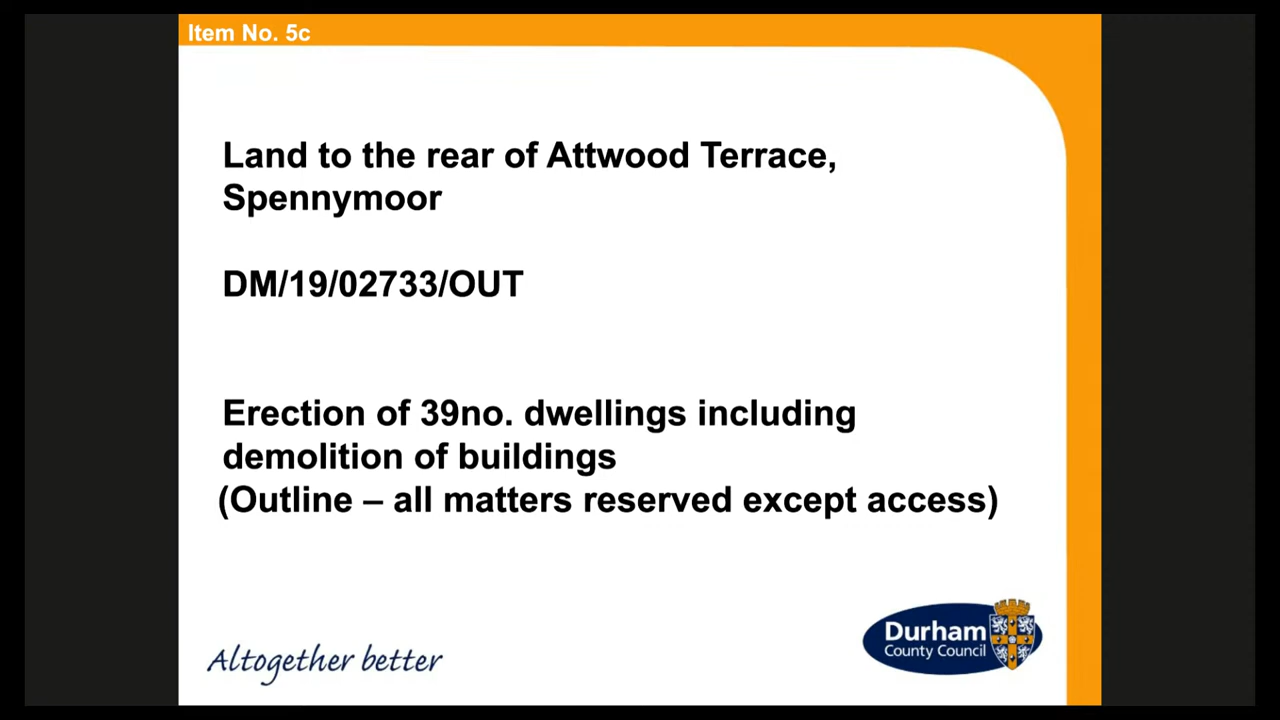 Item No. 5c
Land to the rear of Attwood Terrace,
Spennymoor
DM/19/02733/OUT
Erection of 39no. dwellings including
demolition of buildings
(Outline – all matters reserved except access)
Altogether better
Durham
County Council